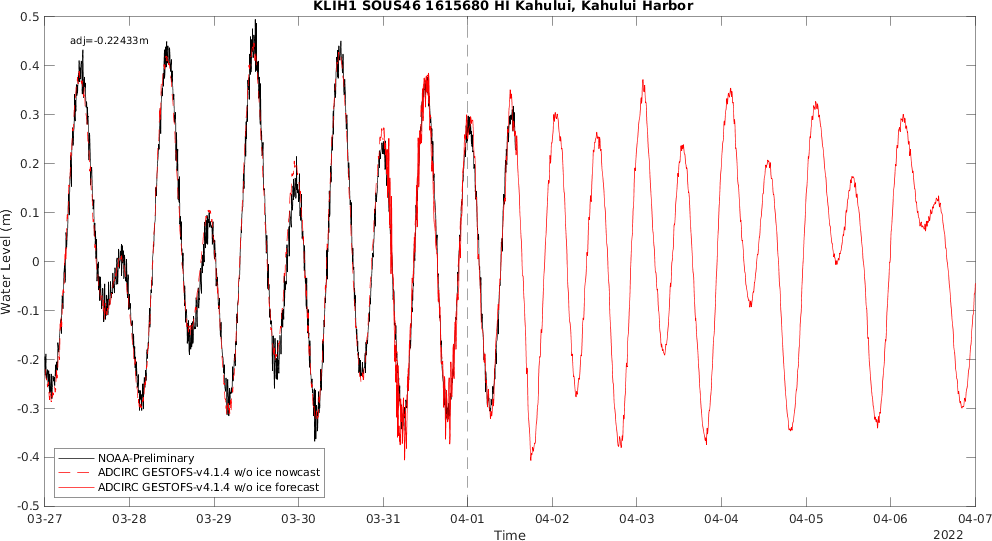 KLIH1 SOUS46 1615680 HI Kahului, Kahului Harbor
adj=-0.22433m
0.5
0.4
0.3
0.2
0.1
0
-0.1
-0.2
-0.3
-0.4
-0.5
Water Level (m)
NOAA-Preliminary
ADCIRC GESTOFS-v4.1.4 w/o ice nowcast
ADCIRC GESTOFS-v4.1.4 w/o ice forecast
03-27 03-28 03-29 03-30 03-31 04-01 04-02 04-03 04-04 04-05 04-06 04-07
Time
2022